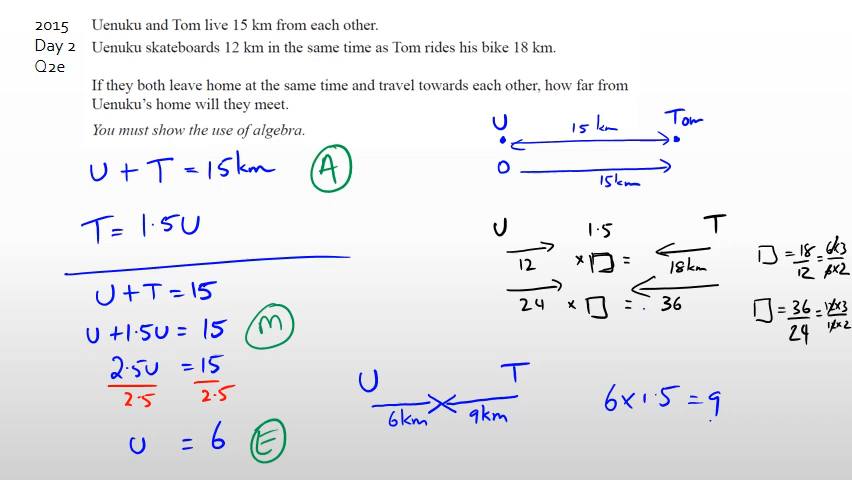 2015
Day 2
Q2e
Uenuku and Tom live 15 km from each other.
Uenuku skateboards 12 km in the same time as Tom rides his bike 18 km.
If they both leave home at the same time and travel towards each other, how far from
Uenuku's home will they meet.
You must show the use of algebra.
U + T = 15km A
T = 1.5U
U + T = 15
U + 1.5U = 15 M
2.5U = 15
2.5 2.5
U = 6 E
U Tom
15 km
0
15km
U 1.5 T
12 × □ = 18km
24 × □ = 36
□ = 18/12 = 6×3/6×2
□ = 36/24 = 12×3/12×2
U T
6km 9km
6 × 1.5 = 9